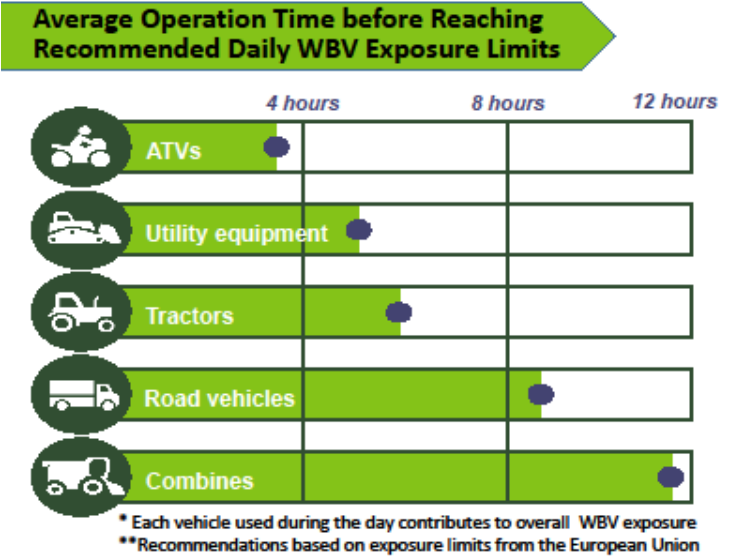 Average Operation Time before Reaching
Recommended Daily WBV Exposure Limits
4 hours 8 hours 12 hours
ATVs
Utility equipment
Tractors
Road vehicles
Combines
* Each vehicle used during the day contributes to overall WBV exposure
**Recommendations based on exposure limits from the European Union